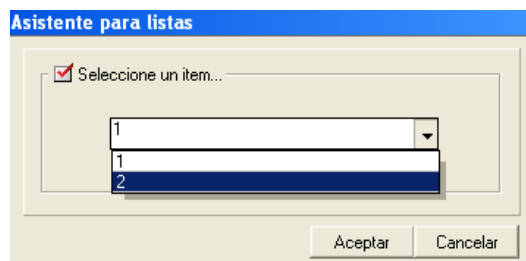 Asistente para listas
Seleccione un item...
1
1
2
Aceptar Cancelar